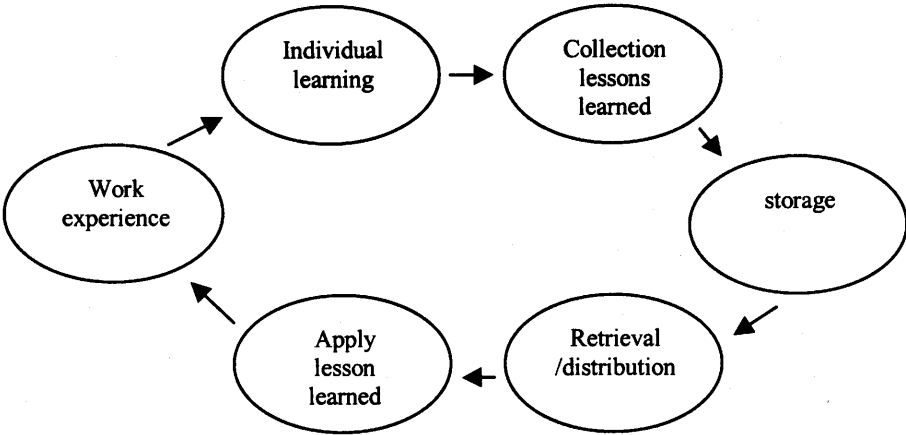 Individual
learning
Collection
lessons
learned
storage
Retrieval
/distribution
Apply
lesson
learned
Work
experience